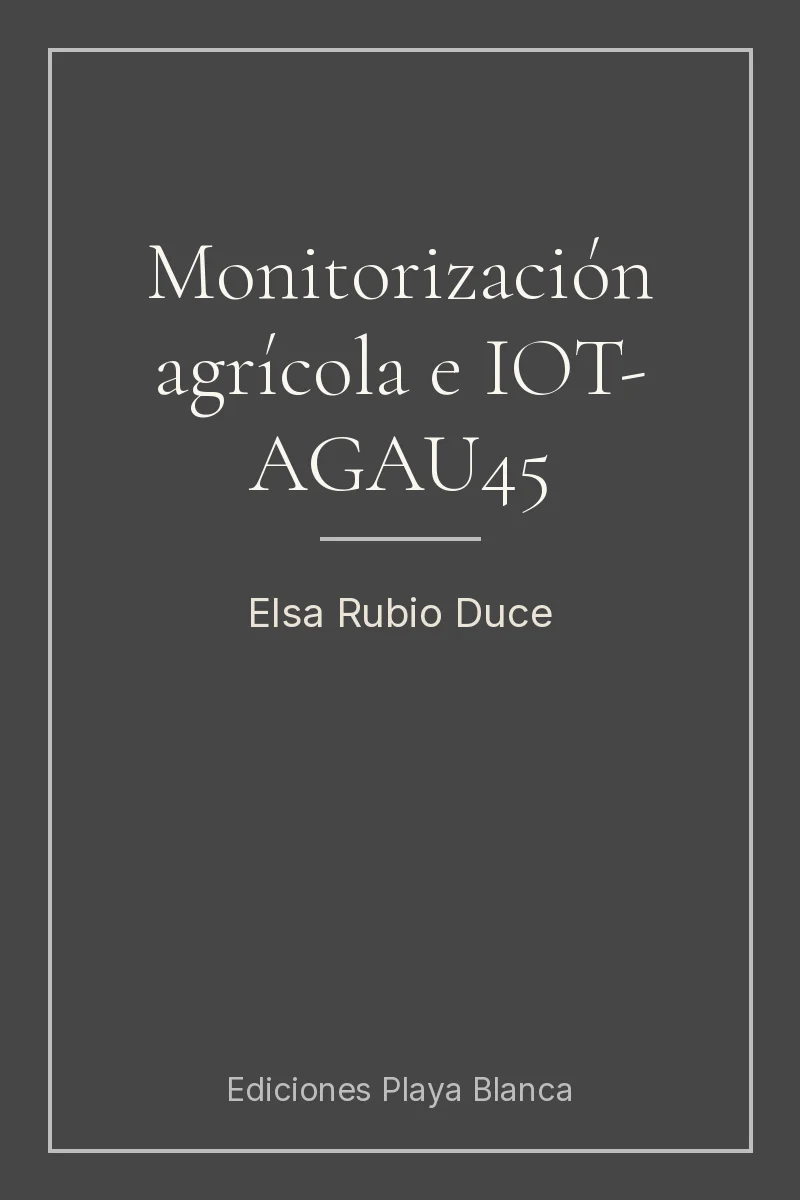 Monitorización
agrícola e IOT-
AGAU45
Elsa Rubio Duce
Ediciones Playa Blanca